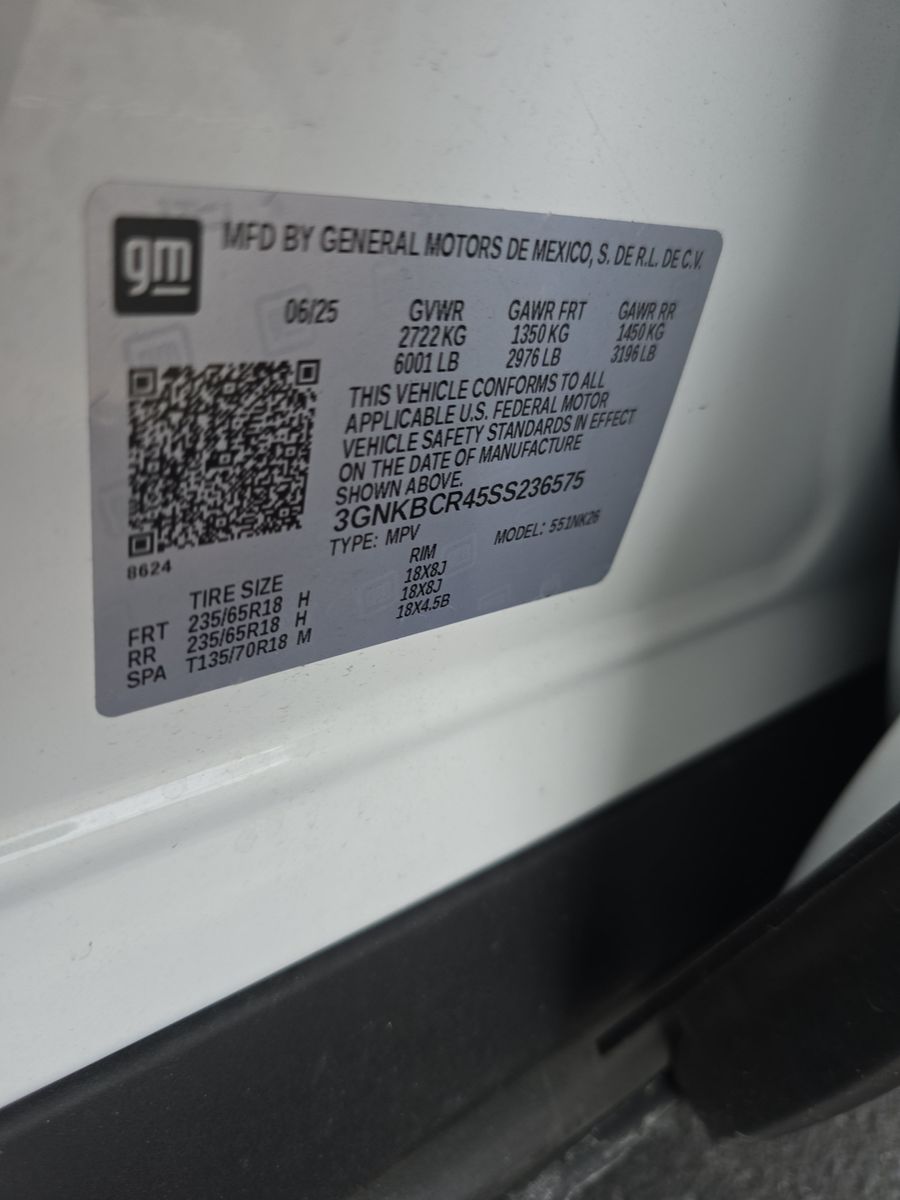 gm
MFD BY GENERAL MOTORS DE MEXICO, S. DE R.L. DE C.V.
06/25 GVWR GAWR FRT GAWR RR
2722 KG 1350 KG 1450 KG
6001 LB 2976 LB 3196 LB
THIS VEHICLE CONFORMS TO ALL
APPLICABLE U.S. FEDERAL MOTOR
VEHICLE SAFETY STANDARDS IN EFFECT
ON THE DATE OF MANUFACTURE
SHOWN ABOVE.
3GNKBCR45SS236575
TYPE: MPV MODEL: 551NK26
8624
TIRE SIZE RIM
FRT 235/65R18 H 18X8J
RR 235/65R18 H 18X8J
SPA T135/70R18 M 18X4.5B